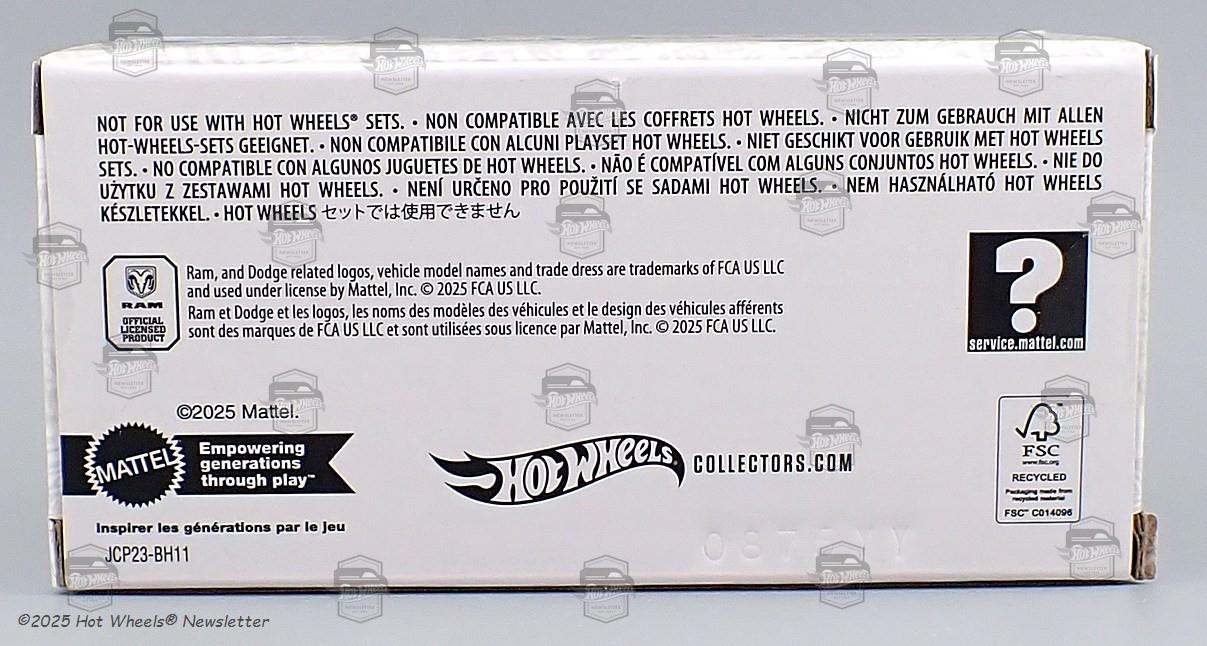 NOT FOR USE WITH HOT WHEELS® SETS. • NON COMPATIBLE AVEC LES COFFRETS HOT WHEELS. • NICHT ZUM GEBRAUCH MIT ALLEN
HOT-WHEELS-SETS GEEIGNET. • NON COMPATIBILE CON ALCUNI PLAYSET HOT WHEELS. • NIET GESCHIKT VOOR GEBRUIK MET HOT WHEELS
SETS. • NO COMPATIBLE CON ALGUNOS JUGUETES DE HOT WHEELS. • NÃO É COMPATÍVEL COM ALGUNS CONJUNTOS HOT WHEELS. • NIE DO
UŻYTKU Z ZESTAWAMI HOT WHEELS. • NENÍ URČENO PRO POUŽITÍ SE SADAMI HOT WHEELS. • NEM HASZNÁLHATÓ HOT WHEELS
KÉSZLETEKKEL. • HOT WHEELS セットでは使用できません
RAM
OFFICIAL
LICENSED
PRODUCT
Ram, and Dodge related logos, vehicle model names and trade dress are trademarks of FCA US LLC
and used under license by Mattel, Inc. © 2025 FCA US LLC.
Ram et Dodge et les logos, les noms des modèles des véhicules et le design des véhicules afférents
sont des marques de FCA US LLC et sont utilisées sous licence par Mattel, Inc. © 2025 FCA US LLC.
?
service.mattel.com
©2025 Mattel.
MATTEL
Empowering
generations
through play™
Inspirer les générations par le jeu
JCP23-BH11
HOT WHEELS® COLLECTORS.COM
FSC
www.fsc.org
RECYCLED
Packaging made from
recycled material
FSC™ C014096
©2025 Hot Wheels® Newsletter